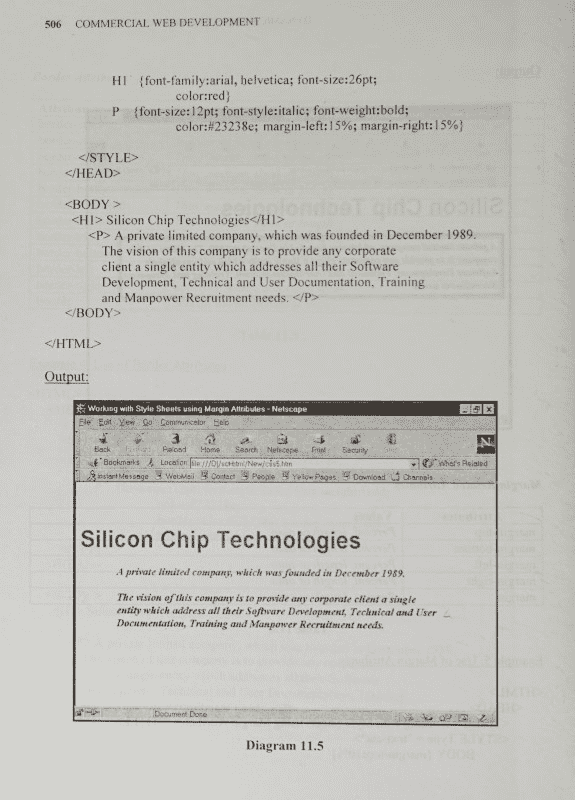 506 COMMERCIAL WEB DEVELOPMENT
H1 {font-family:arial, helvetica; font-size:26pt;
color:red}
P {font-size:12pt; font-style:italic; font-weight:bold;
color:#23238e; margin-left:15%; margin-right:15%}
</STYLE>
</HEAD>
<BODY >
<H1> Silicon Chip Technologies</H1>
<P> A private limited company, which was founded in December 1989.
The vision of this company is to provide any corporate
client a single entity which addresses all their Software
Development, Technical and User Documentation, Training
and Manpower Recruitment needs. </P>
</BODY>
</HTML>
Output:
Working with Style Sheets using Margin Attributes - Netscape
File Edit View Go Communicator Help
Back Reload Home Search Netscape Print Security
Bookmarks Location: What's Related
Instant Message WebMail Contact People Yellow Pages Download Channels
Silicon Chip Technologies
A private limited company, which was founded in December 1989.
The vision of this company is to provide any corporate client a single
entity which address all their Software Development, Technical and User
Documentation, Training and Manpower Recruitment needs.
Document Done
Diagram 11.5